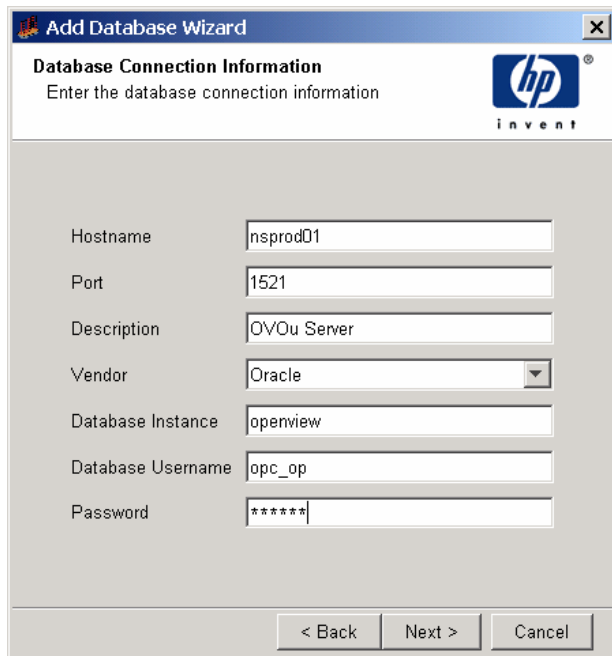 Add Database Wizard
Database Connection Information
Enter the database connection information
hp
®
invent
Hostname nsprod01
Port 1521
Description OVOu Server
Vendor Oracle
Database Instance openview
Database Username opc_op
Password ******
< Back Next > Cancel